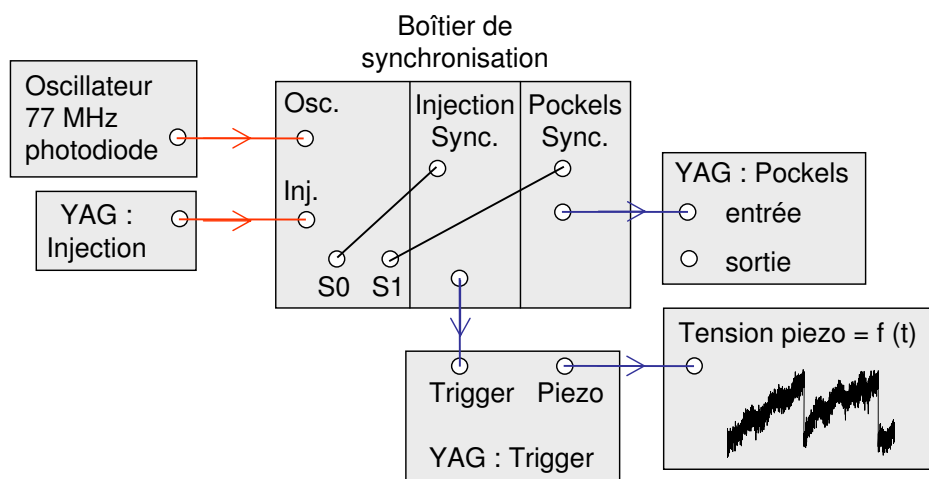 Boîtier de
synchronisation
Oscillateur
77 MHz
photodiode
YAG :
Injection
Osc.
Inj.
S0 S1
Injection
Sync.
Pockels
Sync.
YAG : Pockels
entrée
sortie
Trigger Piezo
YAG : Trigger
Tension piezo = f (t)